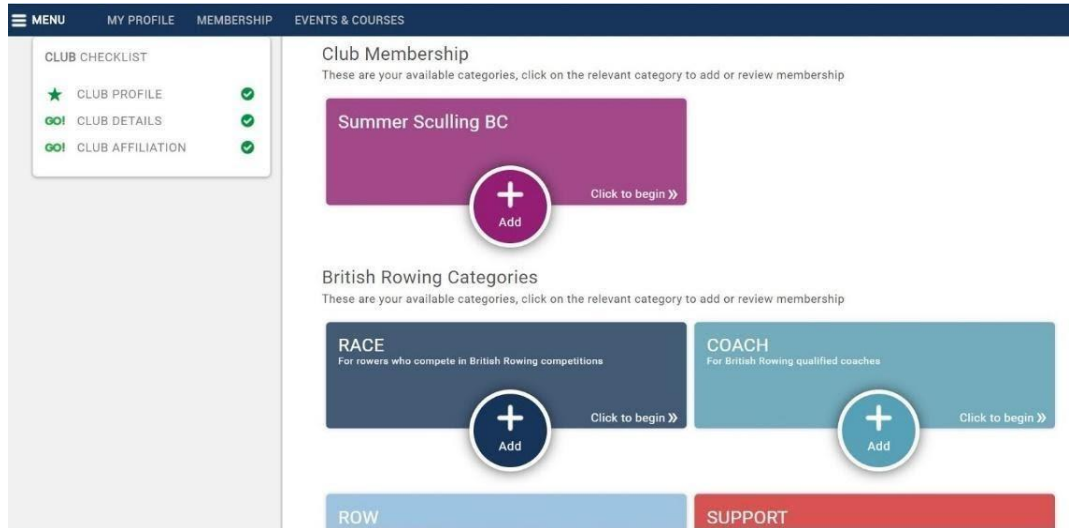 MENU MY PROFILE MEMBERSHIP EVENTS & COURSES
CLUB CHECKLIST
CLUB PROFILE
GO! CLUB DETAILS
GO! CLUB AFFILIATION
Club Membership
These are your available categories, click on the relevant category to add or review membership
Summer Sculling BC
Click to begin »
Add
British Rowing Categories
These are your available categories, click on the relevant category to add or review membership
RACE
For rowers who compete in British Rowing competitions
Click to begin »
Add
COACH
For British Rowing qualified coaches
Click to begin »
Add
ROW
SUPPORT